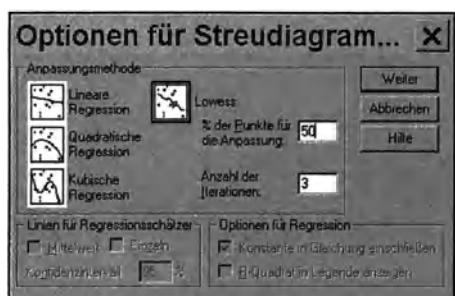 Optionen für Streudiagram...
Anpassungsmethode
Lineare
Regression
Quadratische
Regression
Kubische
Regression
Lowess
% der Punkte für
die Anpassung: 50
Anzahl der
Iterationen: 3
Weiter
Abbrechen
Hilfe
Linien für Regressionsschätzer
Mittelwert Einzeln
Konfidenzintervall 95 %
Optionen für Regression
Konstante in Gleichung einschließen
R-Quadrat in Legende anzeigen